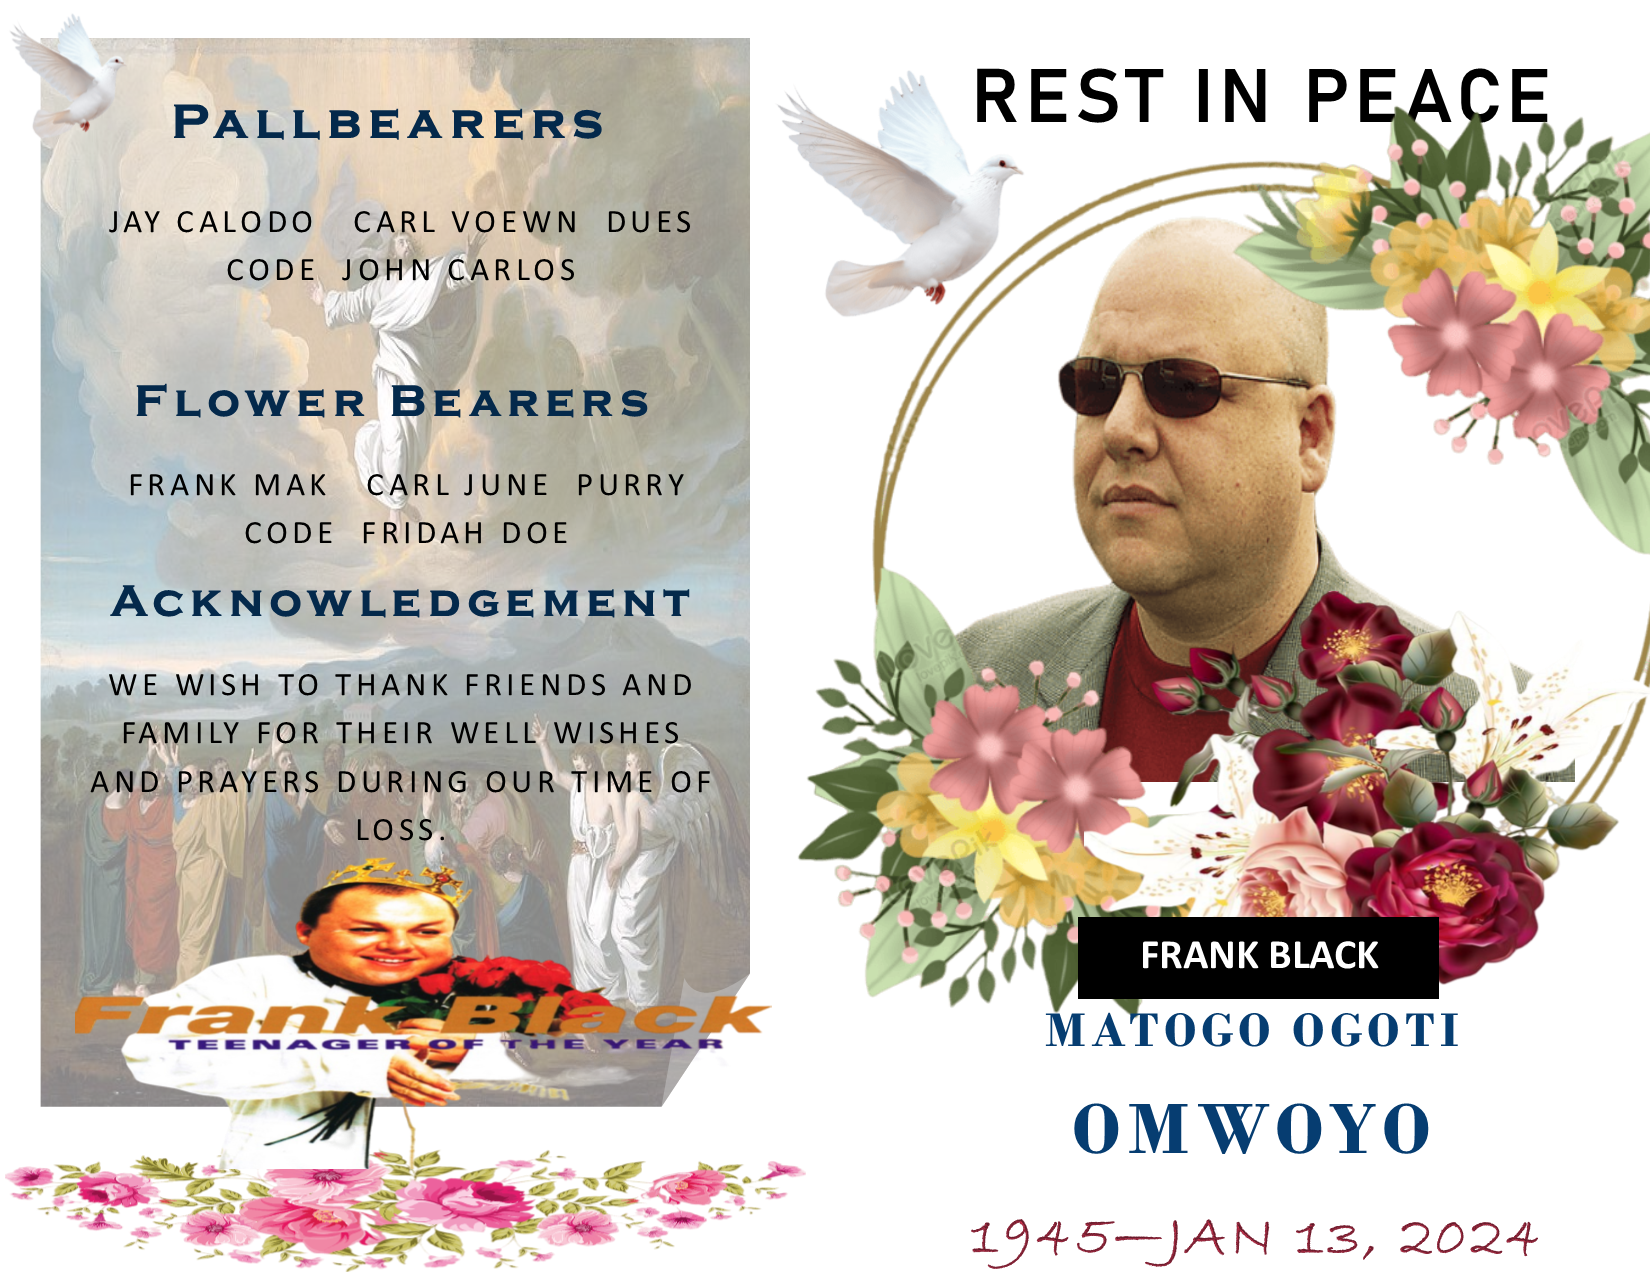 PALLBEARERS
JAY CALODO CARL VOEWN DUES
CODE JOHN CARLOS
FLOWER BEARERS
FRANK MAK CARL JUNE PURRY
CODE FRIDAH DOE
ACKNOWLEDGEMENT
WE WISH TO THANK FRIENDS AND
FAMILY FOR THEIR WELL WISHES
AND PRAYERS DURING OUR TIME OF
LOSS.
Frank Black
TEENAGER OF THE YEAR
REST IN PEACE
FRANK BLACK
MATOGO OGOTI
OMWOYO
1945—JAN 13, 2024